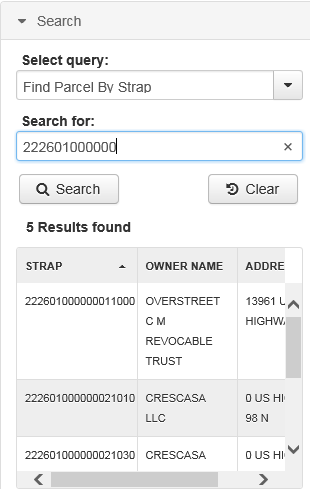 Search
Select query:
Find Parcel By Strap
Search for:
222601000000
Search Clear
5 Results found
STRAP OWNER NAME ADDRE
222601000000011000 OVERSTREET 13961 U
C M HIGHW
REVOCABLE
TRUST
222601000000021010 CRESCASA 0 US HI
LLC 98 N
222601000000021030 CRESCASA 0 US HI